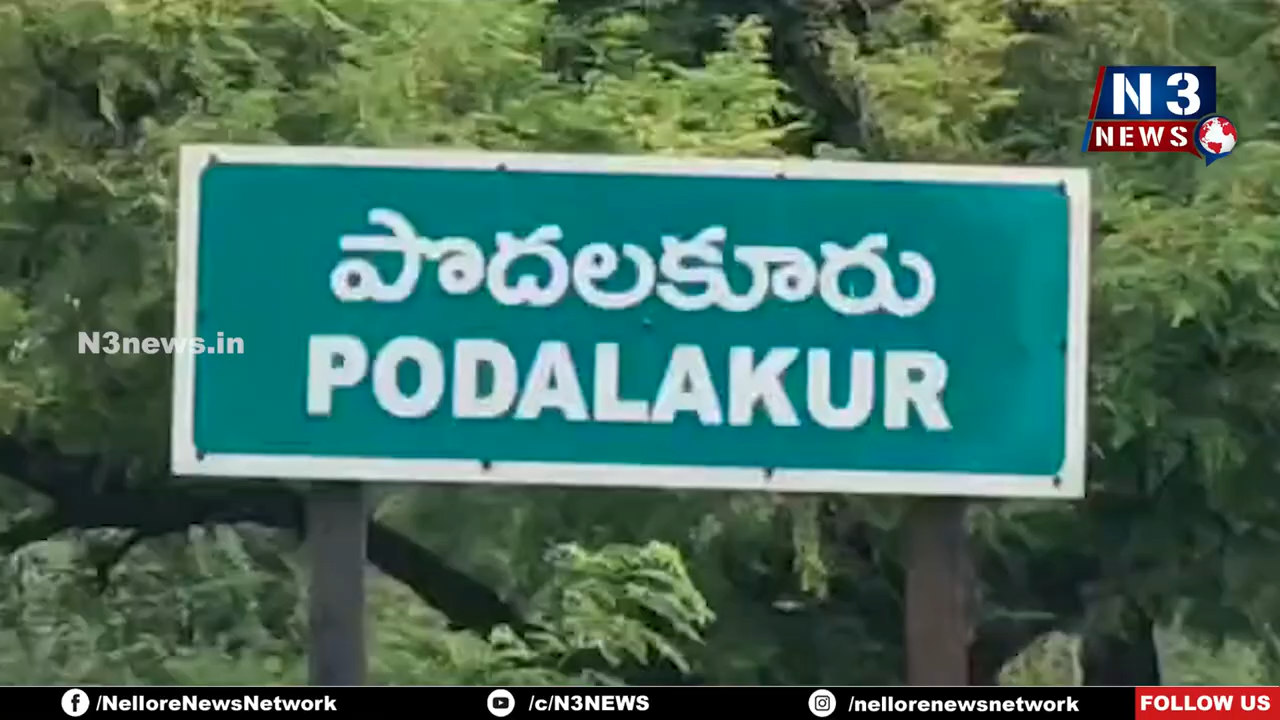 N3
NEWS
పొదలకూరు
N3news.in
PODALAKUR
/NelloreNewsNetwork
/c/N3NEWS
/nellorenewsnetwork
FOLLOW US